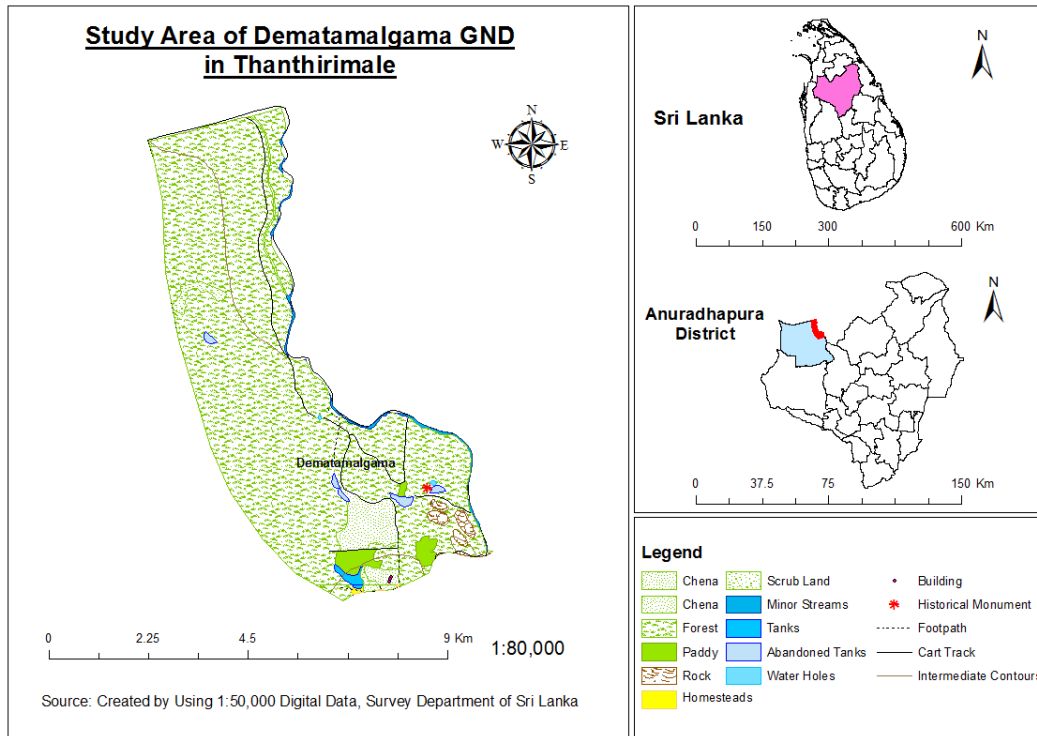 Study Area of Dematamalgama GND
in Thanthirimale
N
W
E
S
Dematamalgama
0
2.25
4.5
9 Km
1:80,000
Source: Created by Using 1:50,000 Digital Data, Survey Department of Sri Lanka
N
Sri Lanka
0
150
300
600 Km
N
Anuradhapura
District
0
37.5
75
150 Km
Legend
Chena
Chena
Forest
Paddy
Rock
Homesteads
Scrub Land
Minor Streams
Tanks
Abandoned Tanks
Water Holes
Building
Historical Monument
Footpath
Cart Track
Intermediate Contours